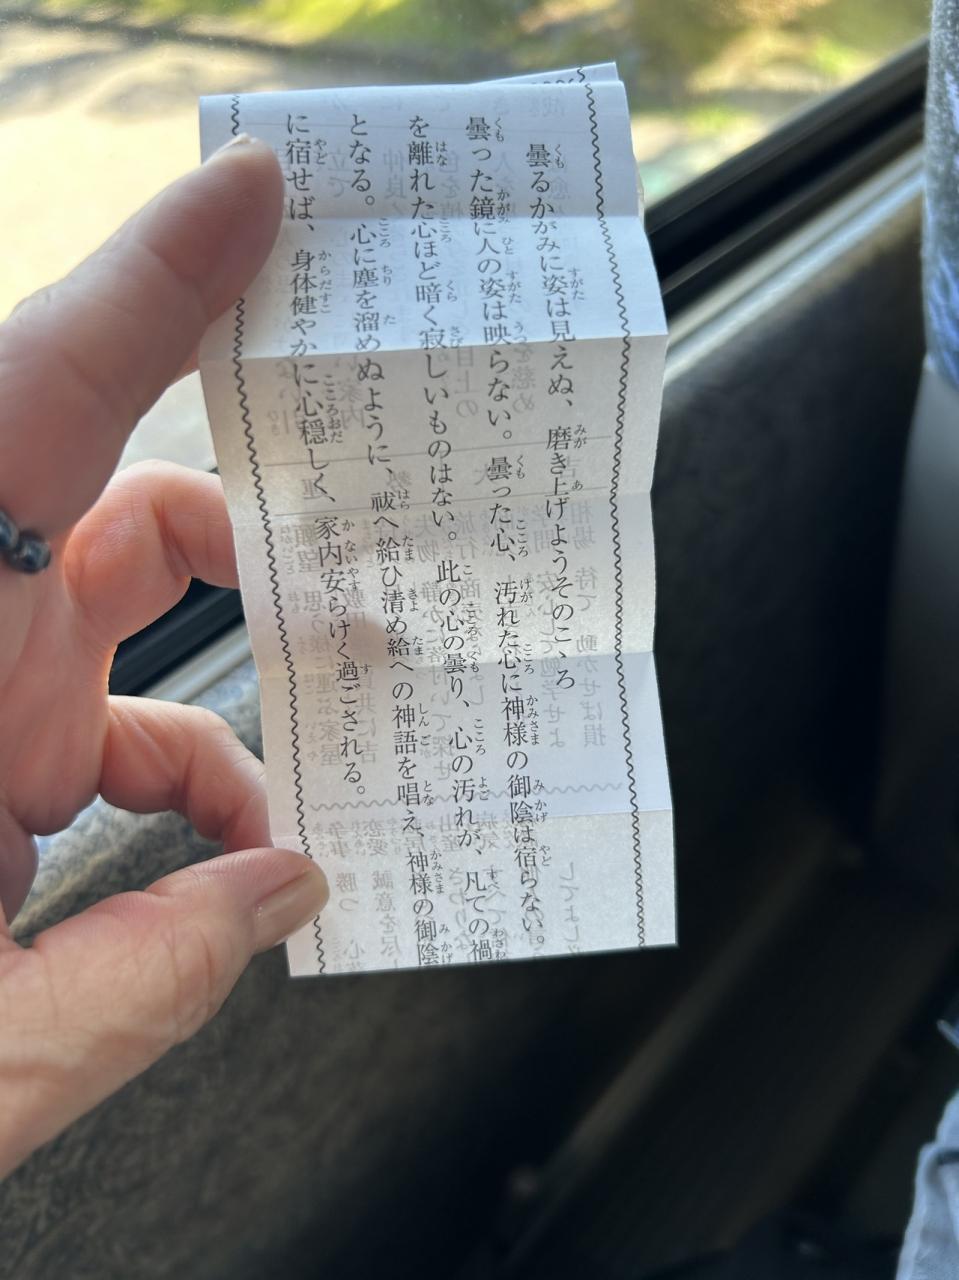 曇るかがみに姿は見えぬ、磨き上げようそのこゝろ
曇った鏡に人の姿は映らない。曇った心、汚れた心に神様の御陰は宿らない。
を離れた心ほど暗く寂しいものはない。此の心の曇り、心の汚れが、凡ての禍
となる。心に塵を溜めぬように、祓へ給ひ清め給への神語を唱え、神様の御陰
に宿せば、身体健やかに心穏しく、家内安らけく過ごされる。